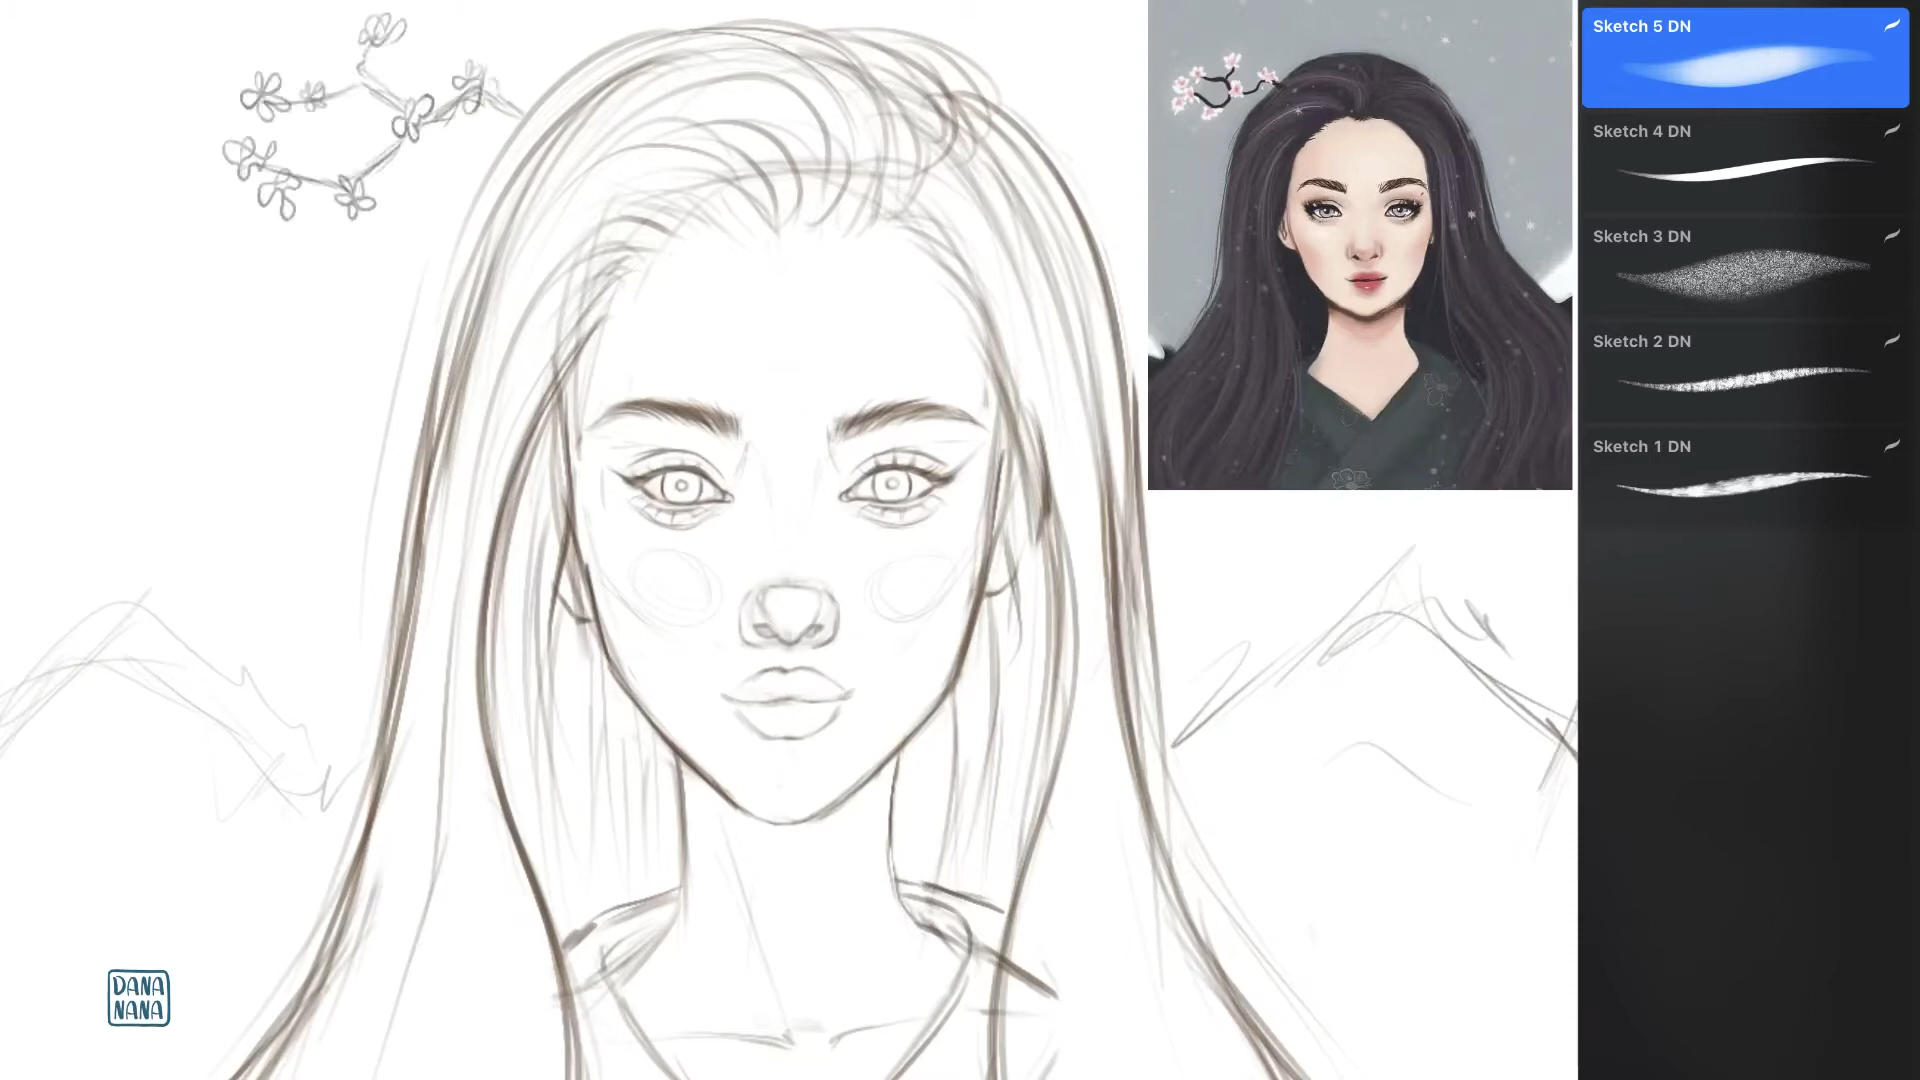 Sketch 5 DN
Sketch 4 DN
Sketch 3 DN
Sketch 2 DN
Sketch 1 DN
DANA
NANA